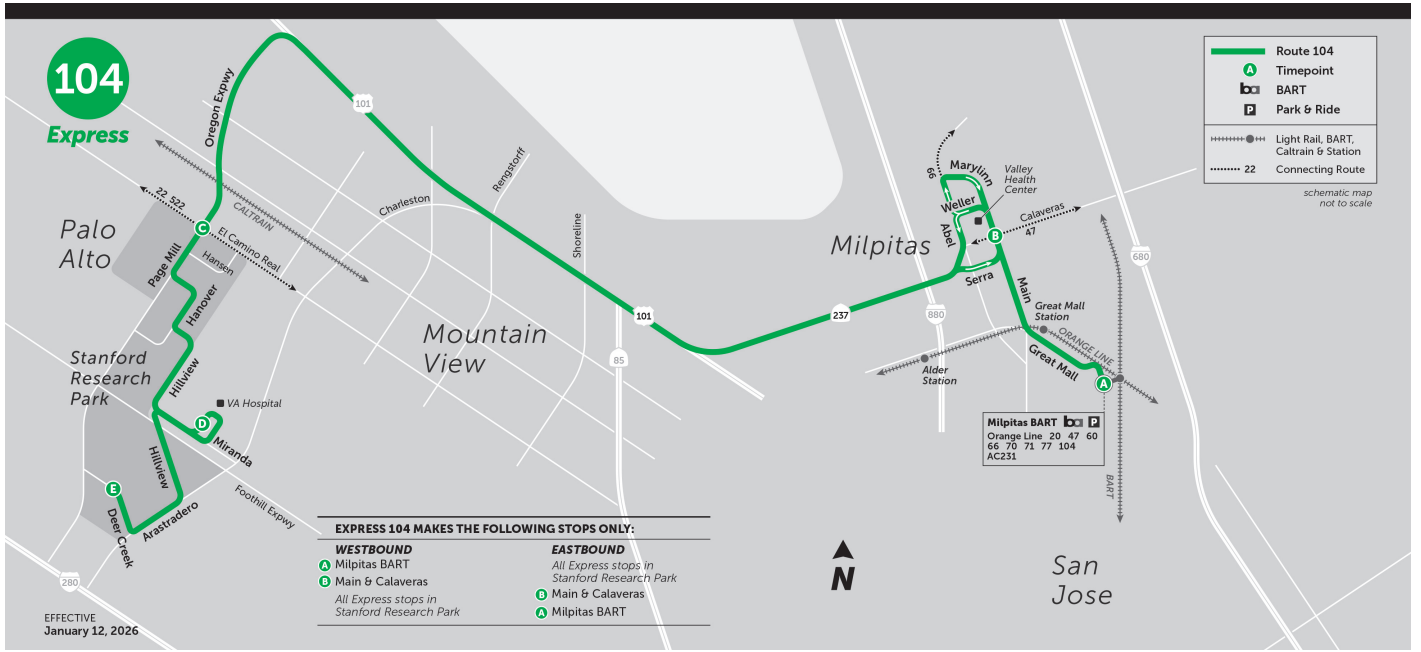 104
Express
Oregon Expwy
101
22 522
CALTRAIN
Palo
Alto
C
El Camino Real
Page Mill
Hansen
Hanover
Stanford
Research
Park
Hillview
VA Hospital
D
Miranda
Hillview
E
Deer Creek
Arastradero
Foothill Expwy
280
EFFECTIVE
January 12, 2026
Charleston
Rengstorff
Shoreline
Mountain
View
101
85
237
880
680
Milpitas
66
Marylinn
Valley
Health
Center
Weller
Abel
Calaveras
47
B
Serra
Main
Great Mall
Station
ORANGE LINE
Great Mall
Alder
Station
A
Milpitas BART ba P
Orange Line 20 47 60
66 70 71 77 104
AC231
BART
San
Jose
N
EXPRESS 104 MAKES THE FOLLOWING STOPS ONLY:
WESTBOUND
A Milpitas BART
B Main & Calaveras
All Express stops in
Stanford Research Park
EASTBOUND
All Express stops in
Stanford Research Park
B Main & Calaveras
A Milpitas BART
Route 104
A Timepoint
ba BART
P Park & Ride
Light Rail, BART,
Caltrain & Station
22 Connecting Route
schematic map
not to scale